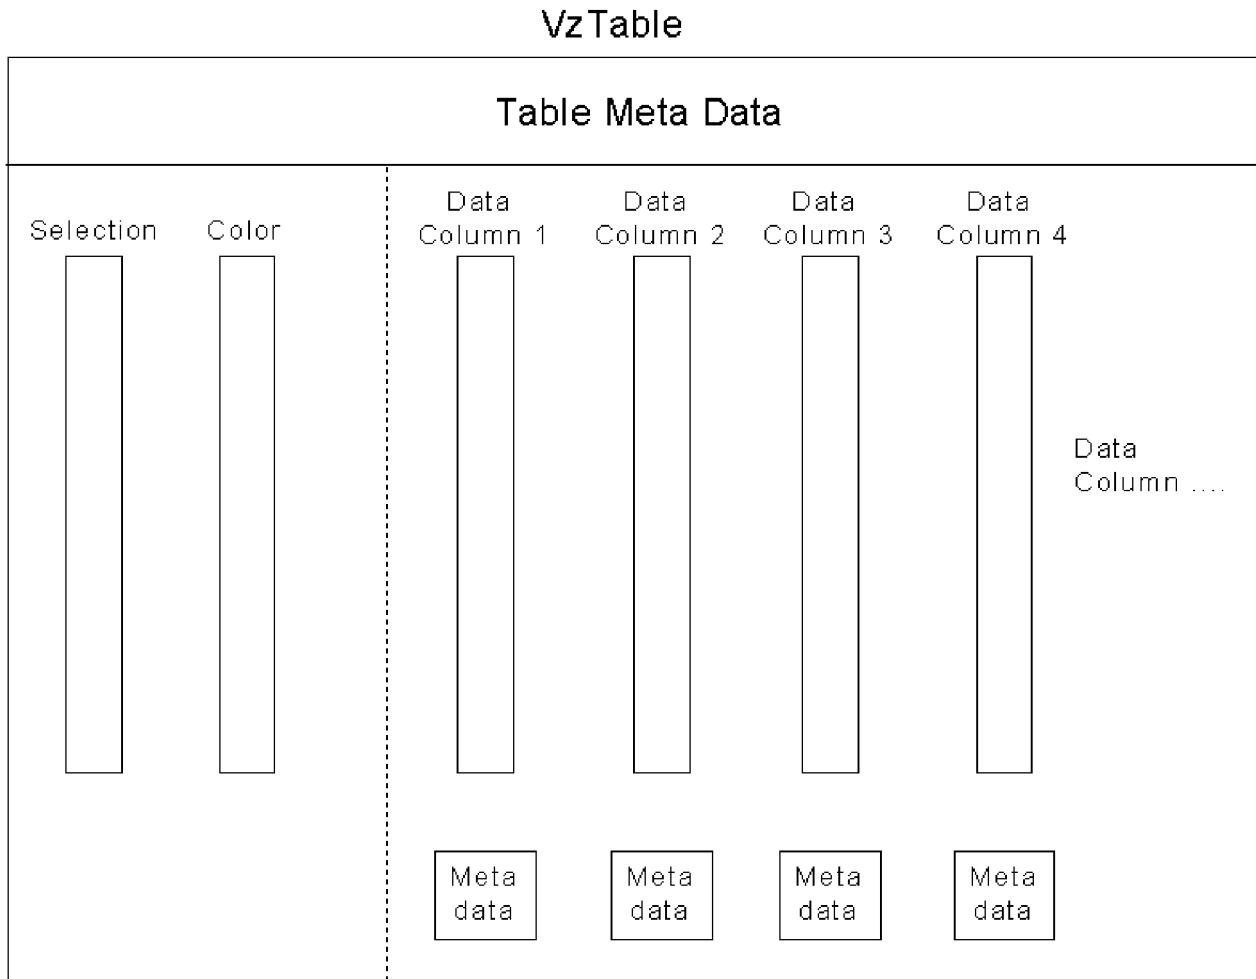 VzTable
Table Meta Data
Selection
Color
Data
Column 1
Data
Column 2
Data
Column 3
Data
Column 4
Data
Column ....
Meta
data
Meta
data
Meta
data
Meta
data